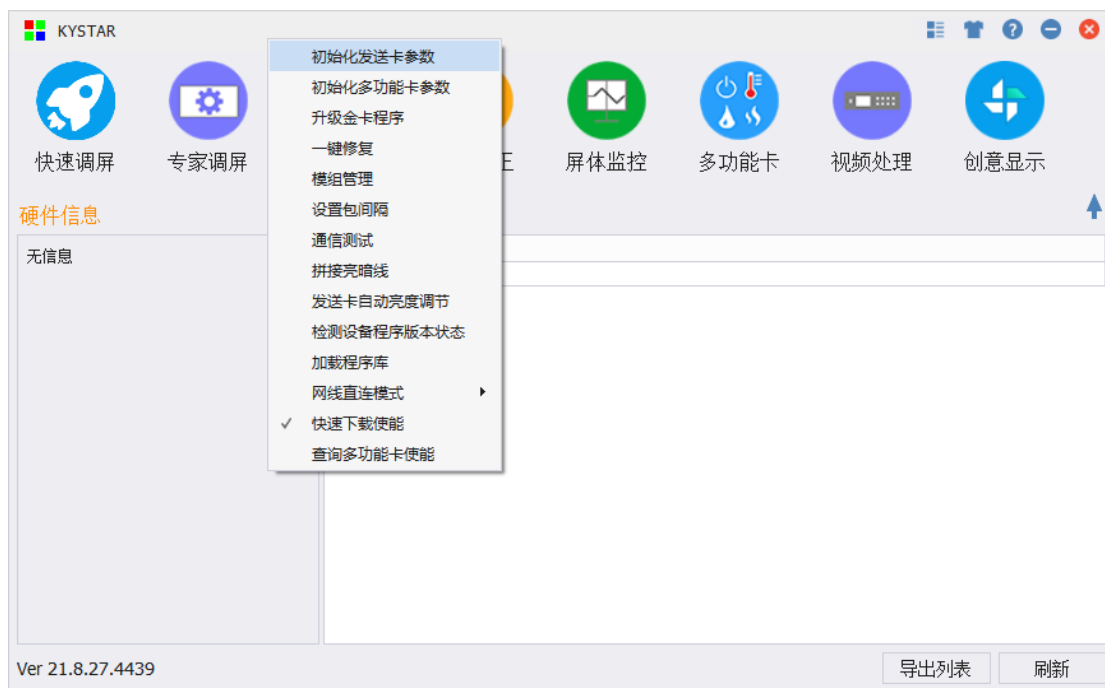 KYSTAR
快速调屏
专家调屏
正
屏体监控
多功能卡
视频处理
创意显示
初始化发送卡参数
初始化多功能卡参数
升级金卡程序
一键修复
模组管理
设置包间隔
通信测试
拼接亮暗线
发送卡自动亮度调节
检测设备程序版本状态
加载程序库
网线直连模式
快速下载使能
查询多功能卡使能
硬件信息
无信息
Ver 21.8.27.4439
导出列表
刷新